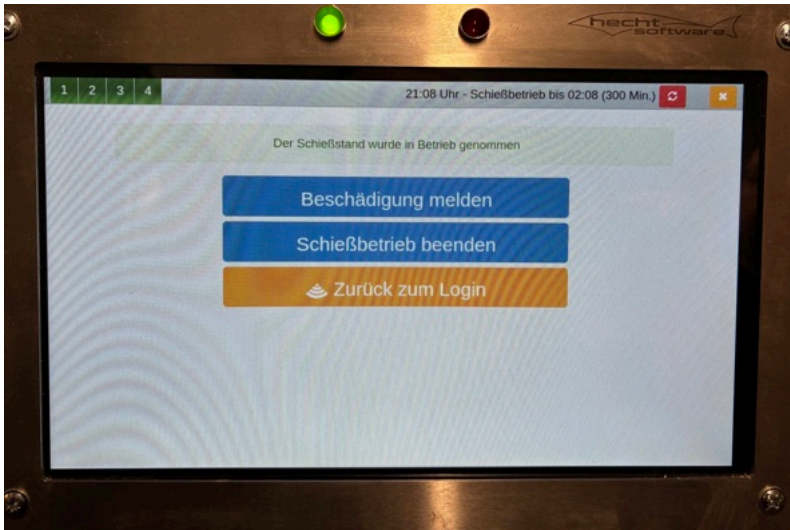 hecht
software
1 2 3 4
21:08 Uhr - Schießbetrieb bis 02:08 (300 Min.)
Der Schießstand wurde in Betrieb genommen
Beschädigung melden
Schießbetrieb beenden
Zurück zum Login